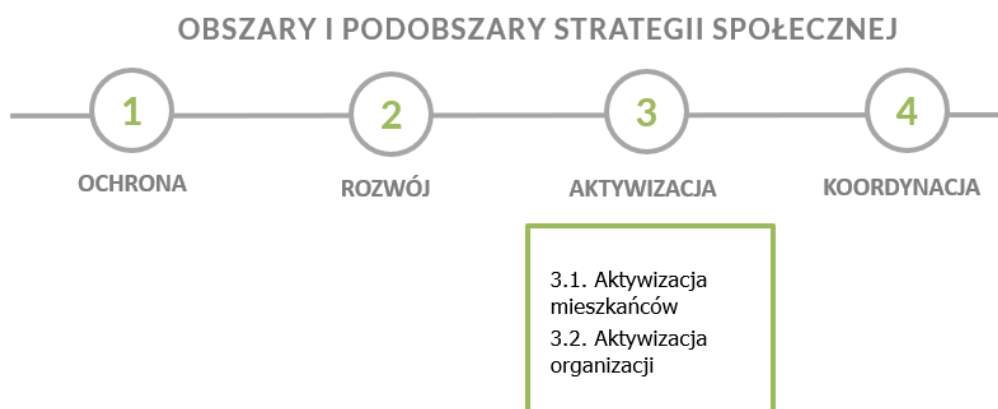 OBSZARY I PODOBSZARY STRATEGII SPOŁECZNEJ
1
2
3
4
OCHRONA
ROZWÓJ
AKTYWIZACJA
KOORDYNACJA
3.1. Aktywizacja
mieszkańców
3.2. Aktywizacja
organizacji